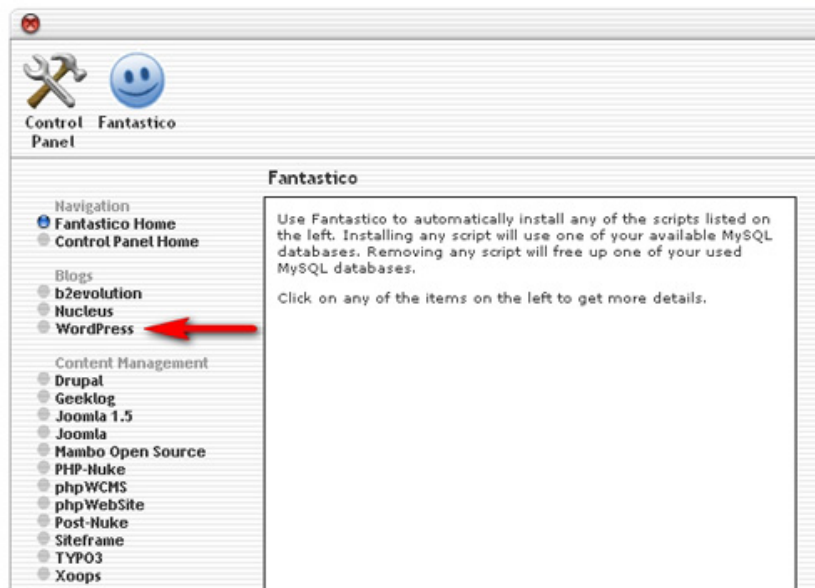 Control
Panel
Fantastico
Fantastico
Navigation
Fantastico Home
Control Panel Home
Blogs
b2evolution
Nucleus
WordPress
Content Management
Drupal
Geeklog
Joomla 1.5
Joomla
Mambo Open Source
PHP-Nuke
phpWCMS
phpWebSite
Post-Nuke
Siteframe
TYPO3
Xoops
Use Fantastico to automatically install any of the scripts listed on
the left. Installing any script will use one of your available MySQL
databases. Removing any script will free up one of your used
MySQL databases.
Click on any of the items on the left to get more details.